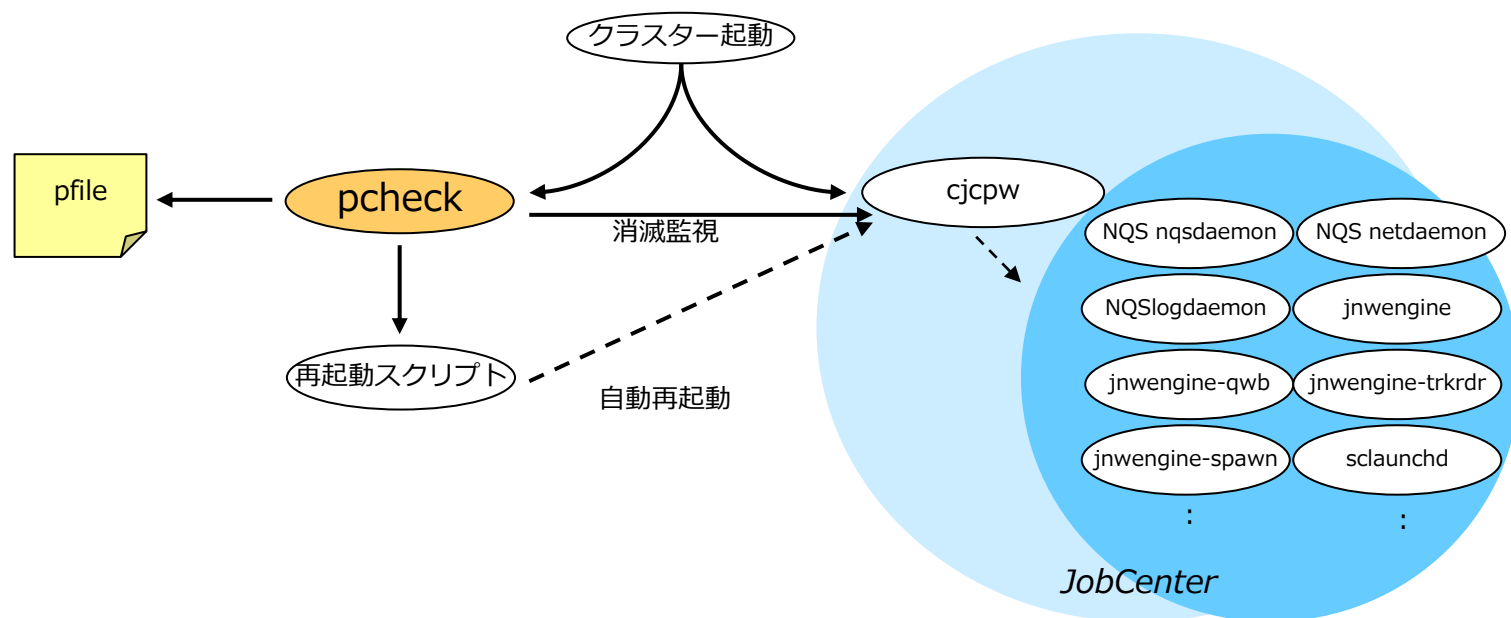 クラスター起動
pfile
pcheck
cjcpw
消滅監視
NQS nqsdaemon
NQS netdaemon
NQSlogdaemon
jnwengine
再起動スクリプト
自動再起動
jnwengine-qwb
jnwengine-trkrdr
jnwengine-spawn
sclaunchd
:
:
JobCenter